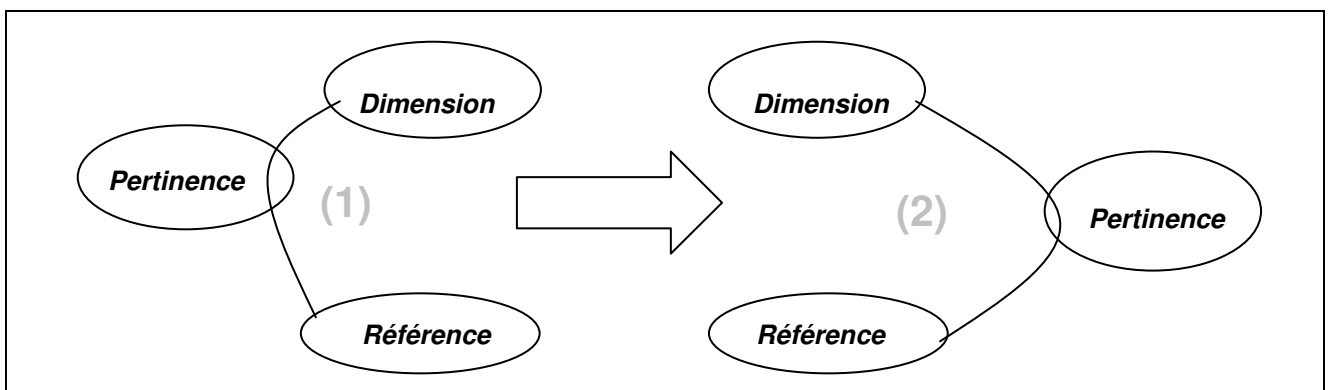 Dimension
Pertinence
(1)
Référence
Dimension
(2)
Pertinence
Référence